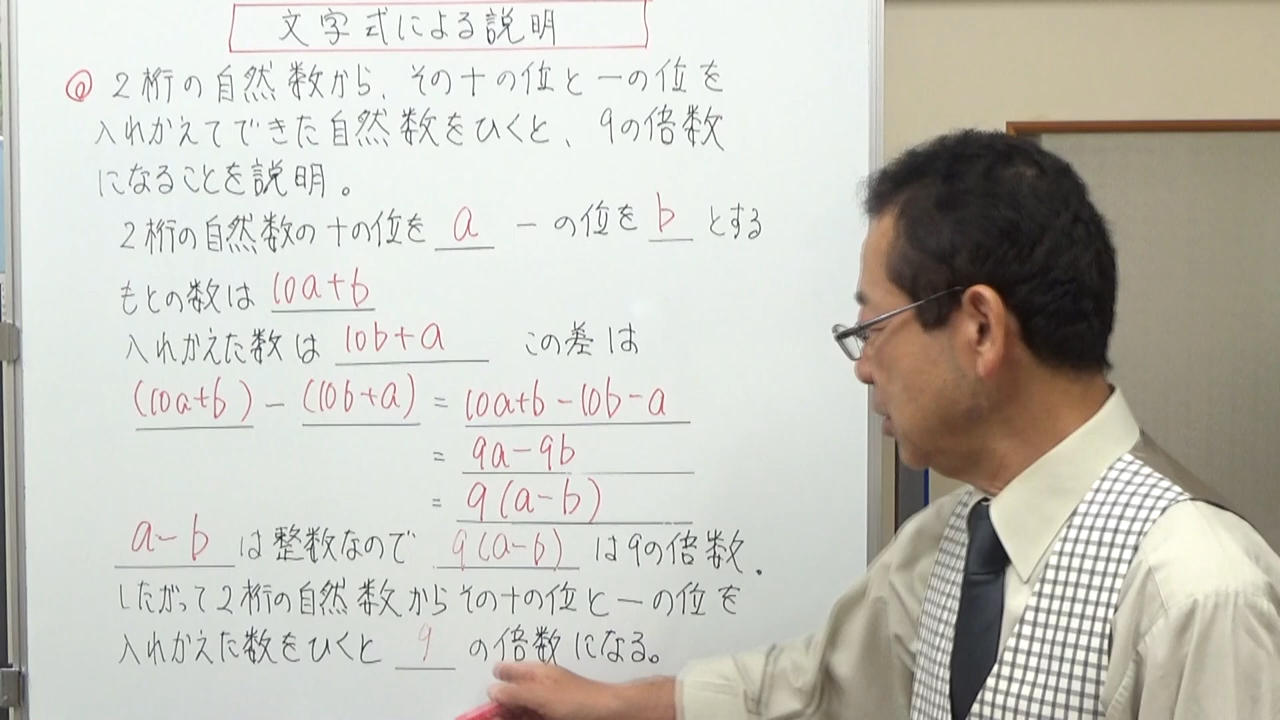 文字式による説明
@ 2桁の自然数から、その十の位と一の位を
入れかえてできた自然数をひくと、9の倍数
になることを説明。
2桁の自然数の十の位を a 一の位を b とする
もとの数は 10a+b
入れかえた数は 10b+a この差は
(10a+b) - (10b+a) = 10a+b-10b-a
= 9a-9b
= 9(a-b)
a-b は整数なので 9(a-b) は9の倍数.
したがって2桁の自然数からその十の位と一の位を
入れかえた数をひくと 9 の倍数になる。